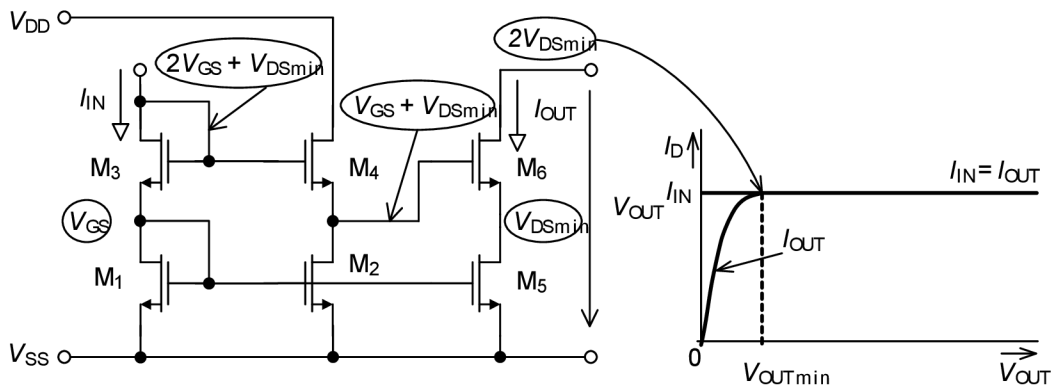 VDD
2VGS + VDSmin
2VDSmin
IIN
VGS + VDSmin
IOUT
M3
M4
M6
VGS
VDSmin
VOUT
M1
M2
M5
VSS
ID
IIN
IIN = IOUT
IOUT
0
VOUTmin
VOUT